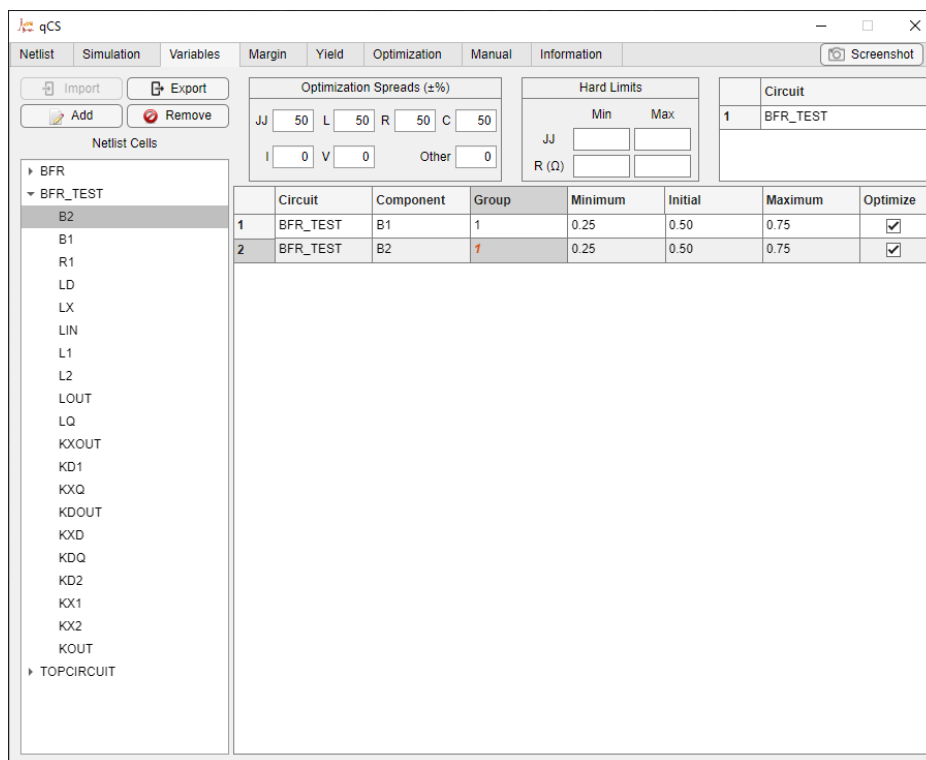 qCS
Netlist Simulation Variables Margin Yield Optimization Manual Information Screenshot
Import Export
Add Remove
Netlist Cells
BFR
BFR_TEST
B2
B1
R1
LD
LX
LIN
L1
L2
LOUT
LQ
KXOUT
KD1
KXQ
KDOUT
KXD
KDQ
KD2
KX1
KX2
KOUT
TOPCIRCUIT
Optimization Spreads (±%)
JJ 50 L 50 R 50 C 50
I 0 V 0 Other 0
Hard Limits
Min Max
JJ
R (Ω)
Circuit
1 BFR_TEST
Circuit Component Group Minimum Initial Maximum Optimize
1 BFR_TEST B1 1 0.25 0.50 0.75
2 BFR_TEST B2 1 0.25 0.50 0.75